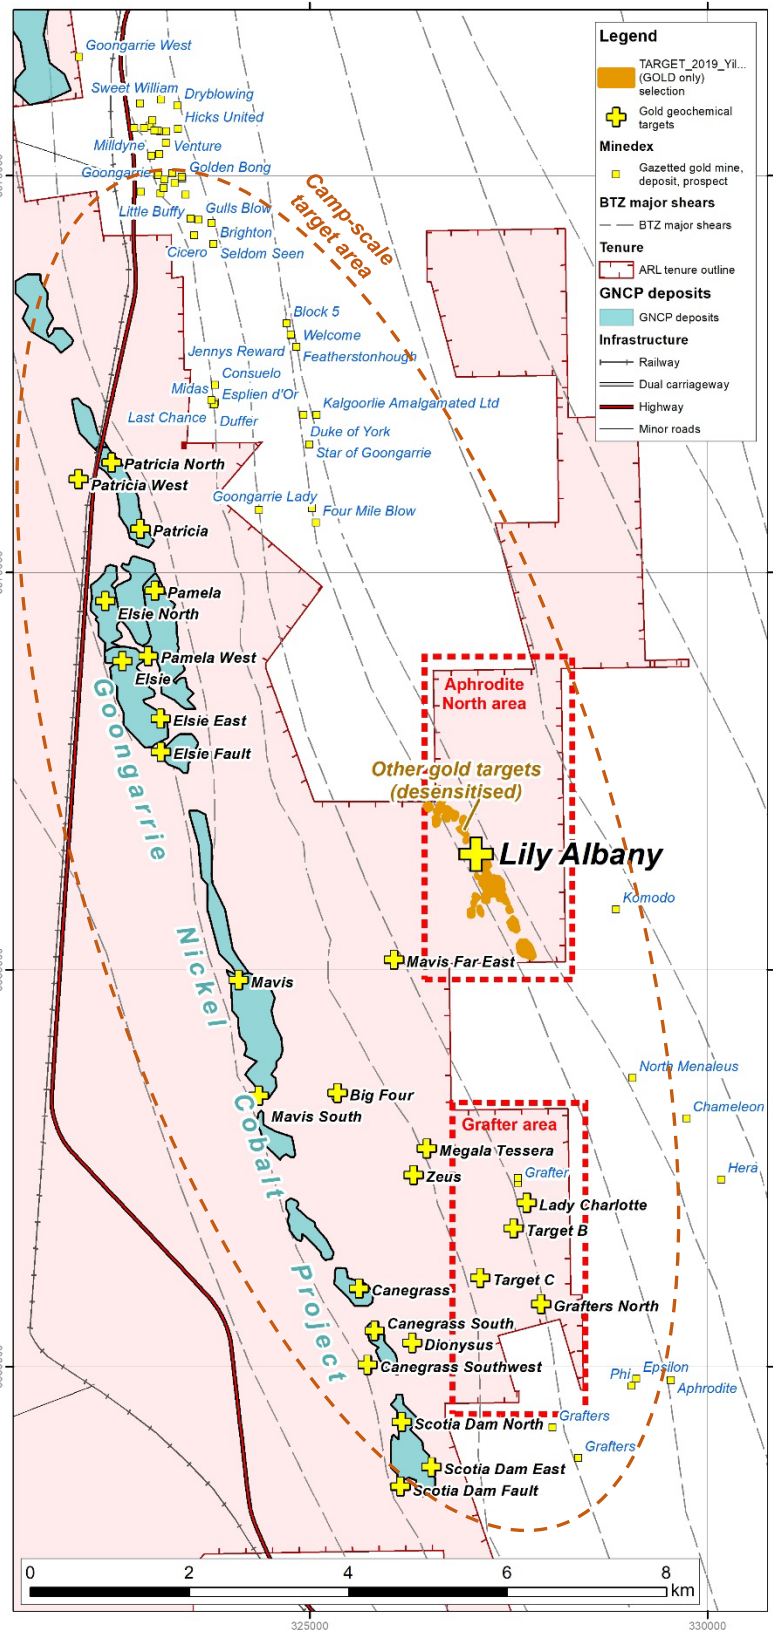 Goongarrie West
Sweet William
Dryblowing
Hicks United
Milldyne
Venture
Goongarrie
Golden Bong
Little Buffy
Gulls Blow
Brighton
Cicero
Seldom Seen
Camp-scale
target area
Block 5
Welcome
Jennys Reward
Featherstonhough
Consuelo
Midas
Esplien d'Or
Last Chance
Duffer
Kalgoorlie Amalgamated Ltd
Duke of York
Star of Goongarrie
Goongarrie Lady
Four Mile Blow
Patricia North
Patricia West
Patricia
Pamela
Elsie North
Pamela West
Elsie
Elsie East
Elsie Fault
Goongarrie
Nickel
Cobalt
Project
Aphrodite
North area
Other gold targets
(desensitised)
Lily Albany
Komodo
Mavis Far East
Mavis
North Menaleus
Chameleon
Hera
Big Four
Mavis South
Grafter area
Megala Tessera
Zeus
Grafter
Lady Charlotte
Target B
Target C
Canegrass
Grafters North
Canegrass South
Dionysus
Canegrass Southwest
Phi
Epsilon
Aphrodite
Scotia Dam North
Grafters
Grafters
Scotia Dam East
Scotia Dam Fault
Legend
TARGET_2019_Yil...
(GOLD only)
selection
Gold geochemical
targets
Minedex
Gazetted gold mine,
deposit, prospect
BTZ major shears
BTZ major shears
Tenure
ARL tenure outline
GNCP deposits
GNCP deposits
Infrastructure
Railway
Dual carriageway
Highway
Minor roads
0 2 4 6 8
km
325000
330000